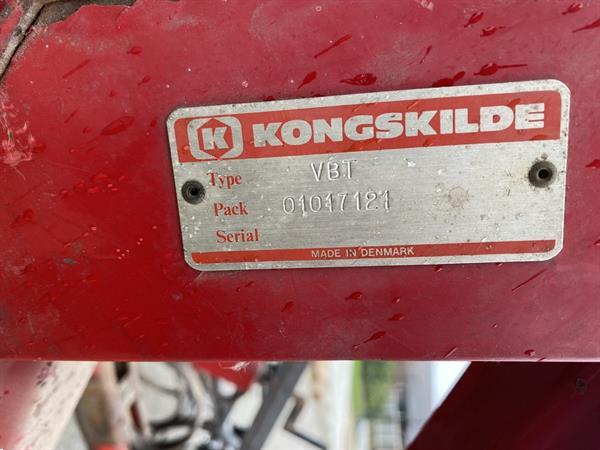 K KONGSKILDE
Type VBT
Pack 01047121
Serial
MADE IN DENMARK